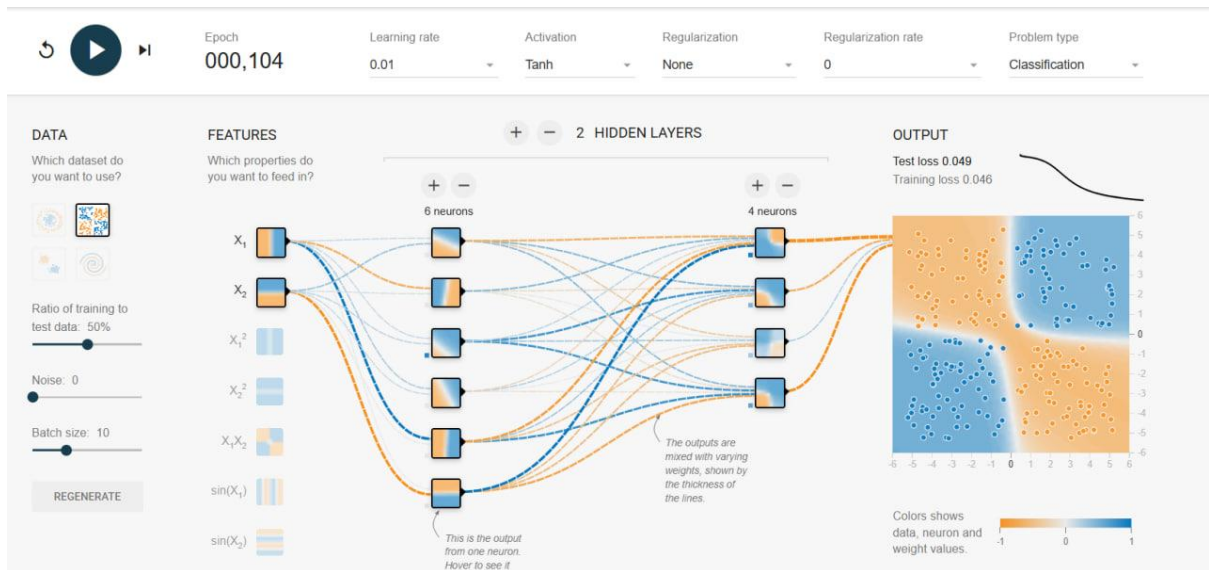 Epoch
000,104
Learning rate
0.01
Activation
Tanh
Regularization
None
Regularization rate
0
Problem type
Classification
DATA
Which dataset do
you want to use?
Ratio of training to
test data: 50%
Noise: 0
Batch size: 10
REGENERATE
FEATURES
Which properties do
you want to feed in?
X₁
X₂
X₁²
X₂²
X₁X₂
sin(X₁)
sin(X₂)
+ − 2 HIDDEN LAYERS
+ −
6 neurons
+ −
4 neurons
The outputs are
mixed with varying
weights, shown by
the thickness of
the lines.
This is the output
from one neuron.
Hover to see it
OUTPUT
Test loss 0.049
Training loss 0.046
6
5
4
3
2
1
0
-1
-2
-3
-4
-5
-6
-6 -5 -4 -3 -2 -1 0 1 2 3 4 5 6
Colors shows
data, neuron and
weight values.
-1 0 1